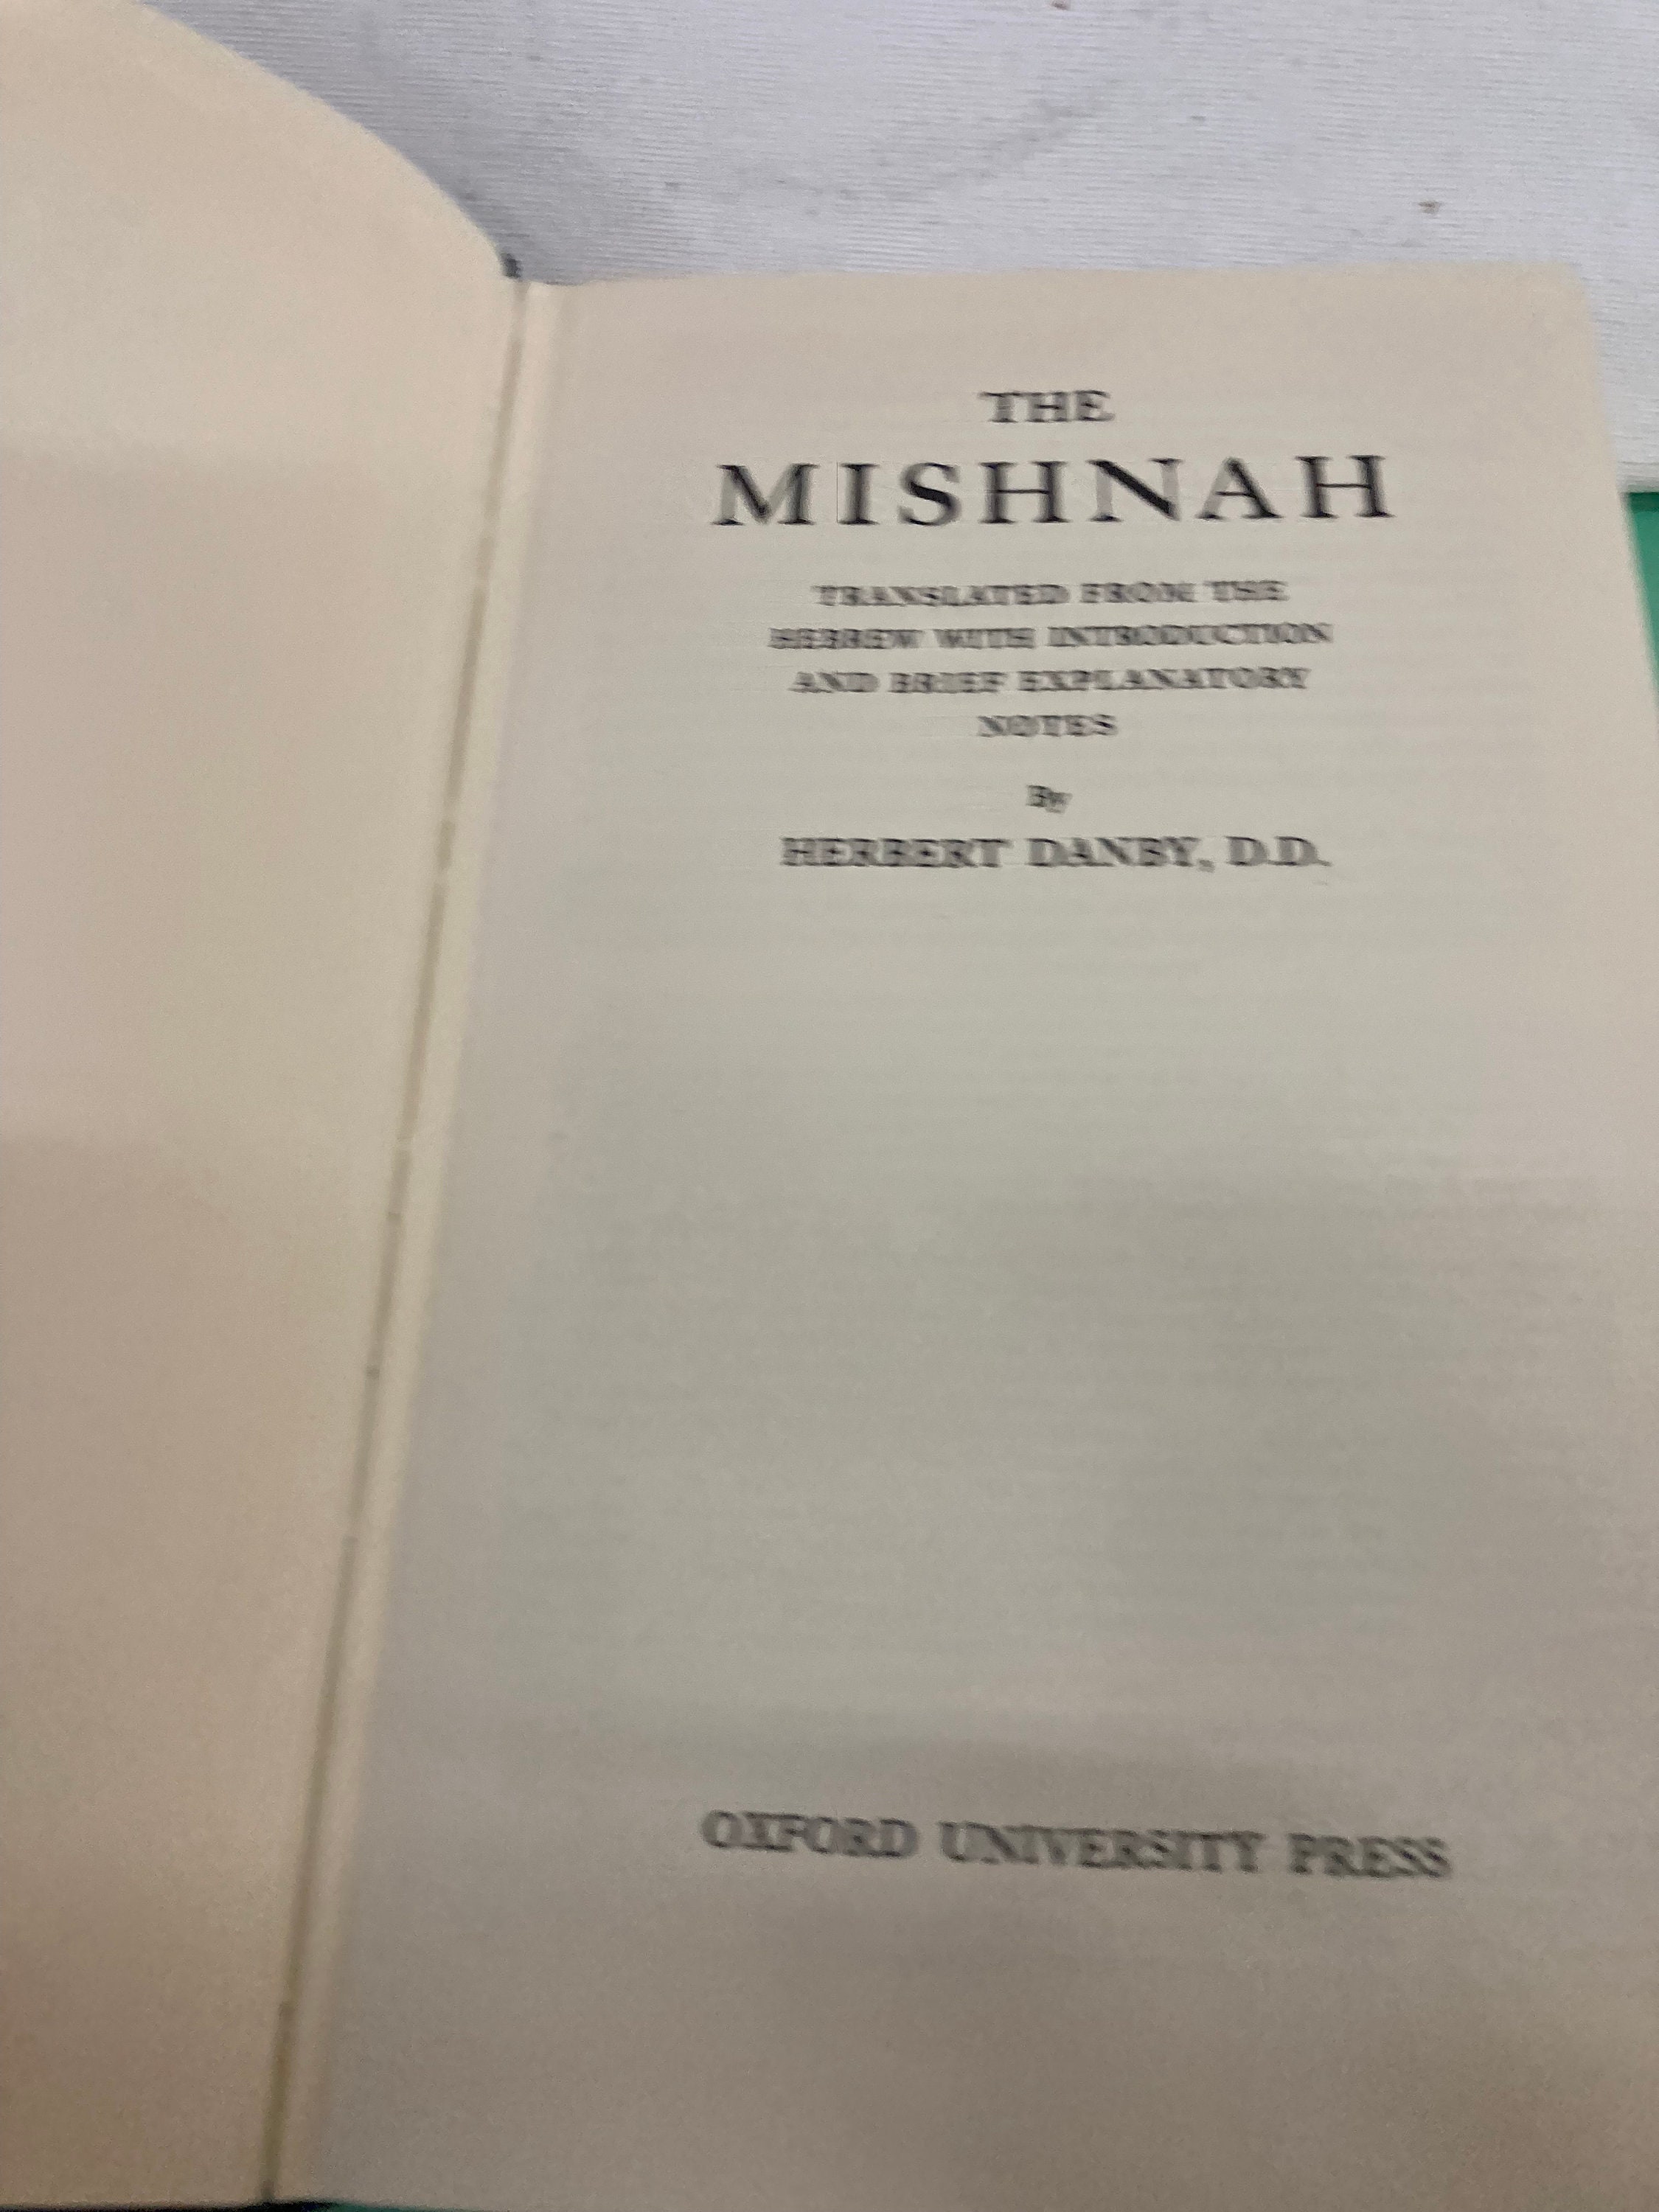 THE
MISHNAH
TRANSLATED FROM THE
HEBREW WITH INTRODUCTION
AND BRIEF EXPLANATORY
NOTES
By
HERBERT DANBY, D.D.
OXFORD UNIVERSITY PRESS